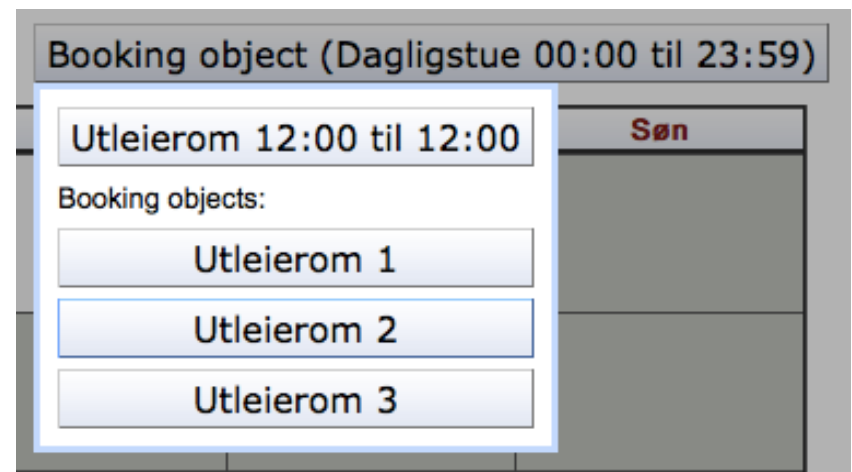 Booking object (Dagligstue 00:00 til 23:59)
Utleierom 12:00 til 12:00
Søn
Booking objects:
Utleierom 1
Utleierom 2
Utleierom 3